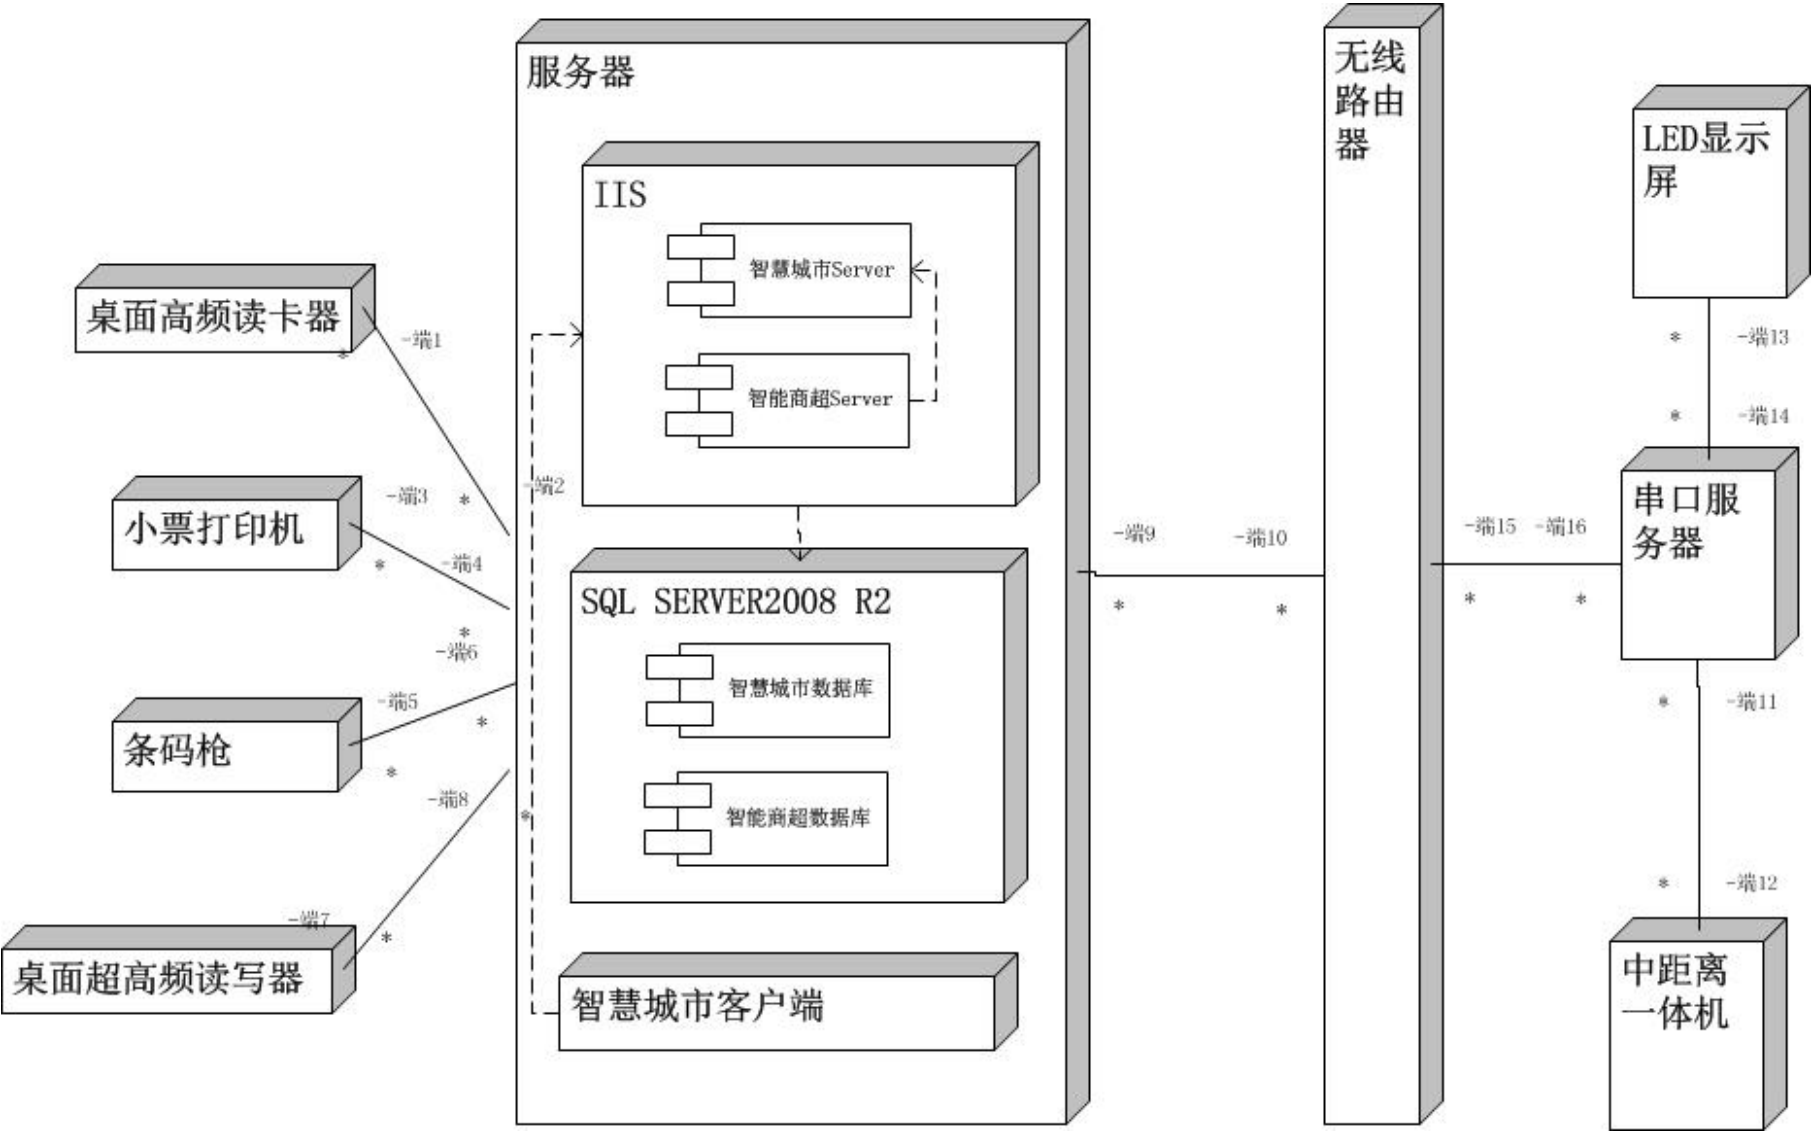 服务器
无线
路由
器
LED显示
屏
IIS
智慧城市Server
智能商超Server
桌面高频读卡器
*
-端1
-端2
*
-端13
*
-端14
*
小票打印机
-端3
*
-端4
*
*
-端6
条码枪
-端5
*
*
-端8
*
桌面超高频读写器
-端7
*
SQL SERVER2008 R2
智慧城市数据库
智能商超数据库
智慧城市客户端
-端9
*
-端10
*
-端15
*
-端16
*
串口服
务器
*
-端11
*
-端12
中距离
一体机